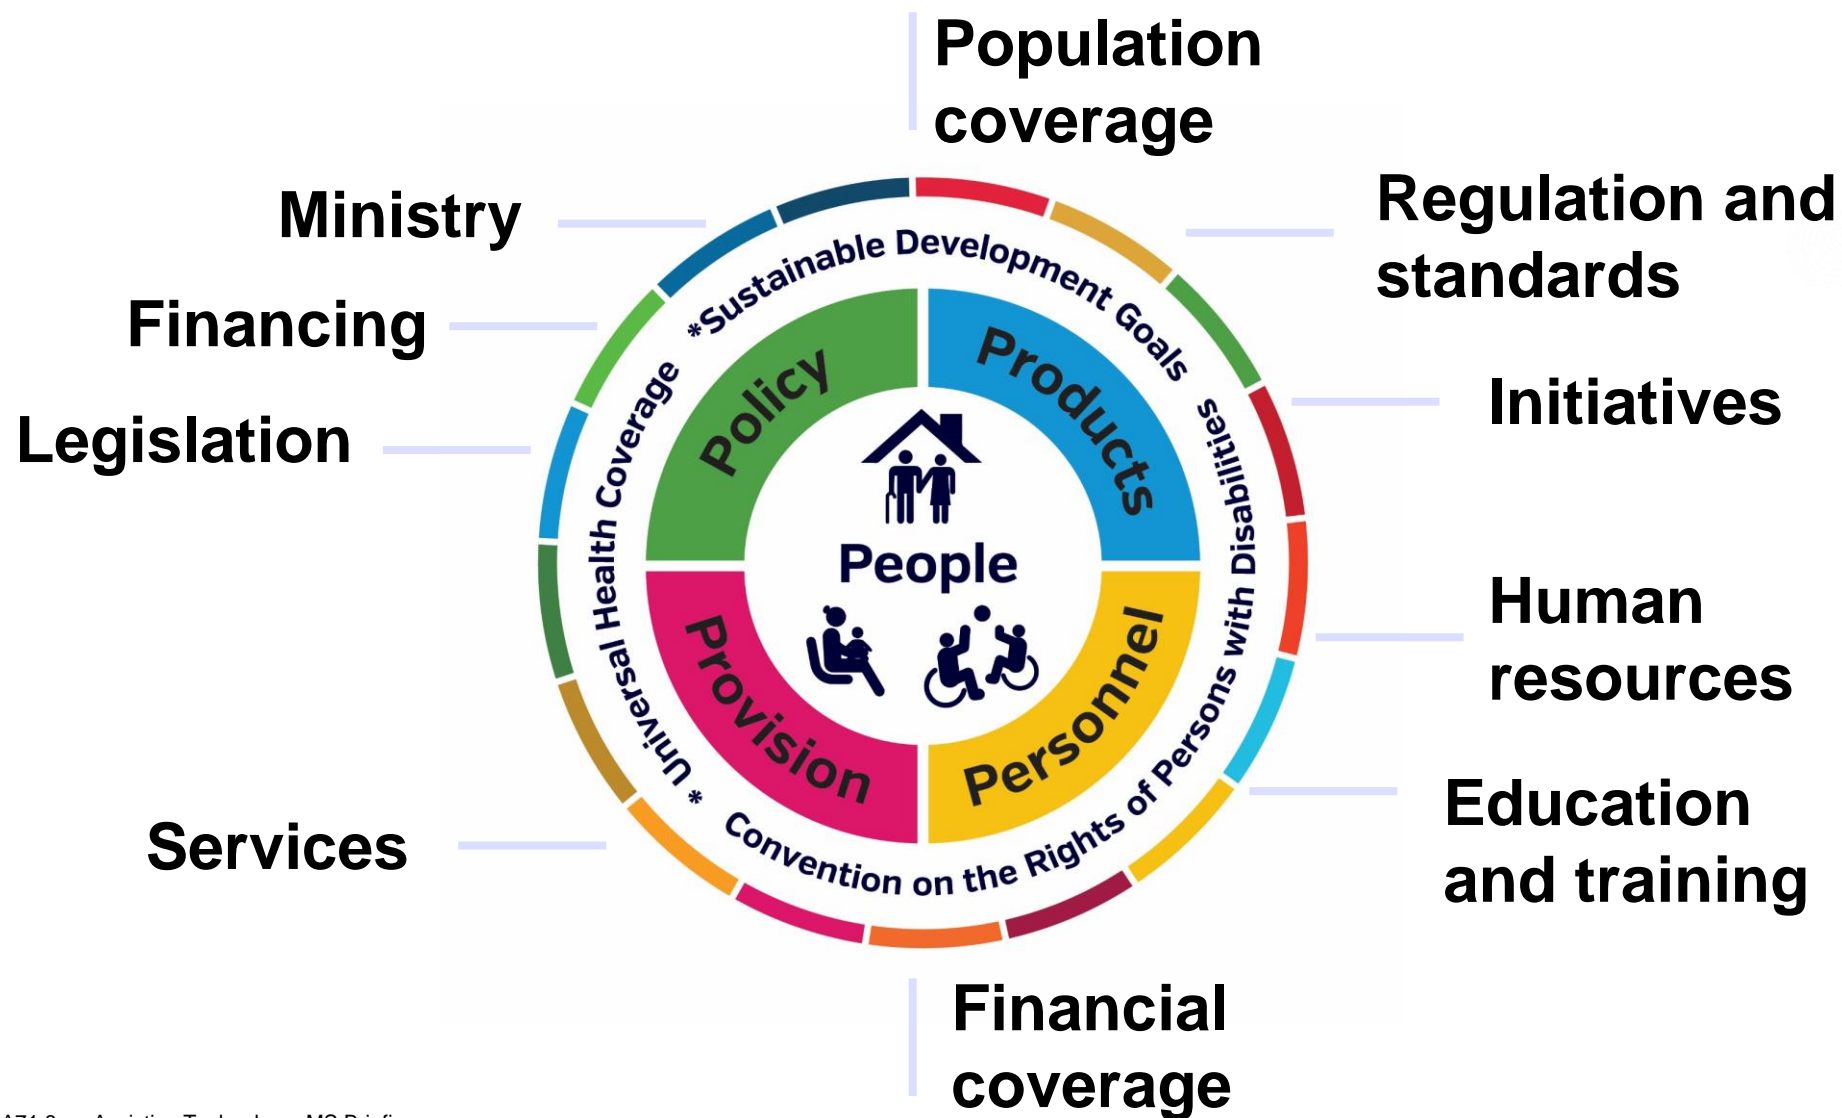 Population
coverage
Ministry
Regulation and
standards
Financing
Initiatives
Legislation
Human
resources
Education
and training
Services
Financial
coverage
*Sustainable Development Goals
Convention on the Rights of Persons with Disabilities
* Universal Health Coverage *
Policy
Products
Provision
Personnel
People